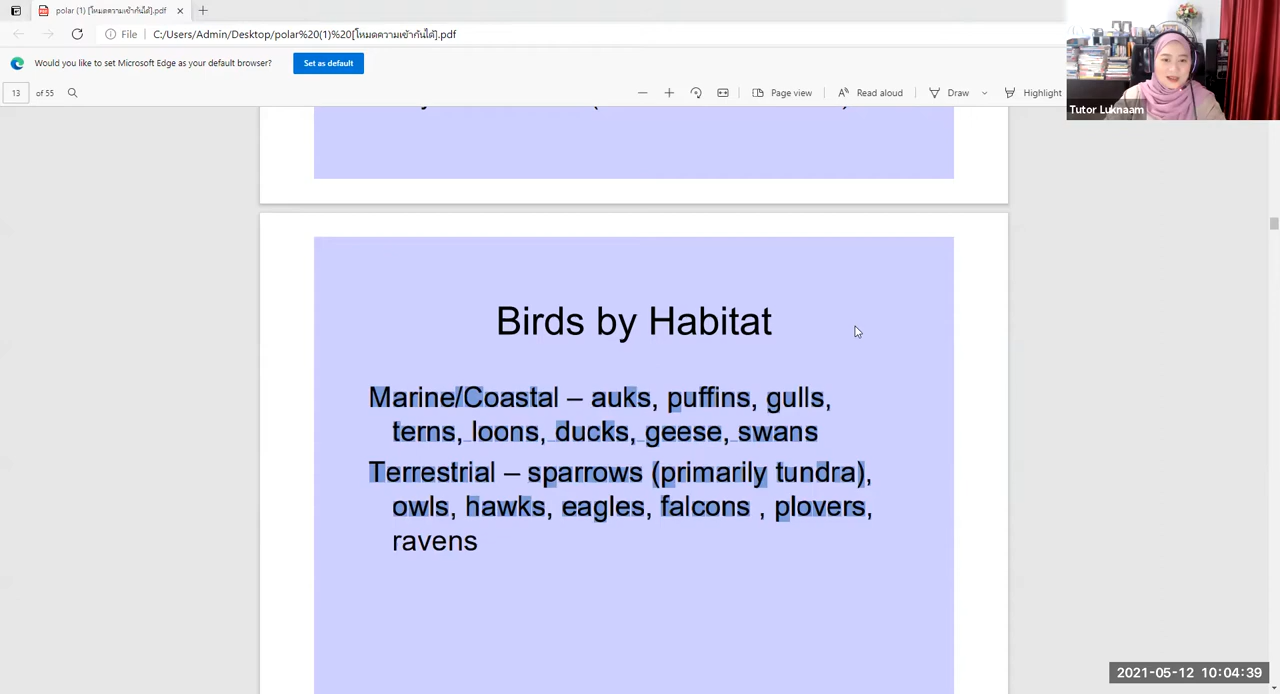 polar (1) [โหมดความเข้ากันได้].pdf
File
C:/Users/Admin/Desktop/polar%20(1)%20[โหมดความเข้ากันได้].pdf
Would you like to set Microsoft Edge as your default browser?
Set as default
13 of 55
Page view
Read aloud
Draw
Highlight
Tutor Luknaam
Birds by Habitat
Marine/Coastal – auks, puffins, gulls,
terns, loons, ducks, geese, swans
Terrestrial – sparrows (primarily tundra),
owls, hawks, eagles, falcons , plovers,
ravens
2021-05-12 10:04:39